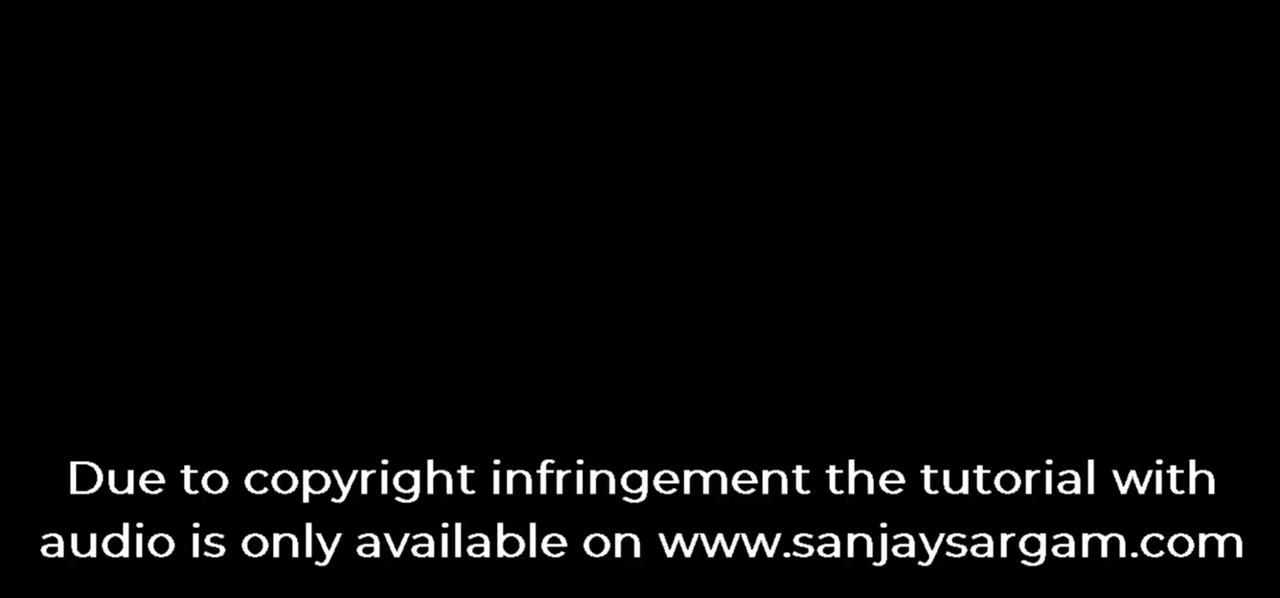 Due to copyright infringement the tutorial with
audio is only available on www.sanjaysargam.com